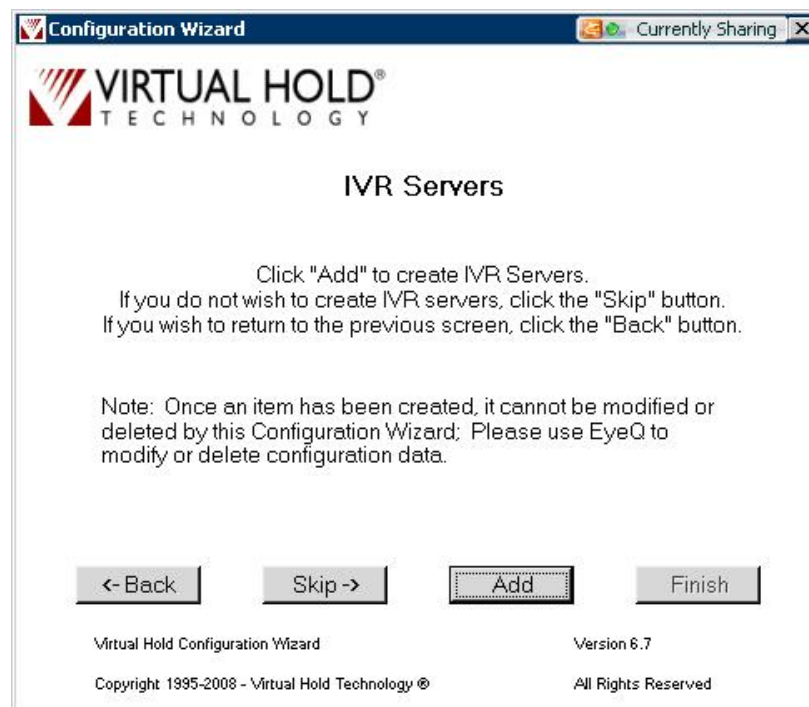 Configuration Wizard
Currently Sharing
VIRTUAL HOLD®
TECHNOLOGY
IVR Servers
Click "Add" to create IVR Servers.
If you do not wish to create IVR servers, click the "Skip" button.
If you wish to return to the previous screen, click the "Back" button.
Note: Once an item has been created, it cannot be modified or
deleted by this Configuration Wizard; Please use EyeQ to
modify or delete configuration data.
<- Back
Skip ->
Add
Finish
Virtual Hold Configuration Wizard
Version 6.7
Copyright 1995-2008 - Virtual Hold Technology ®
All Rights Reserved